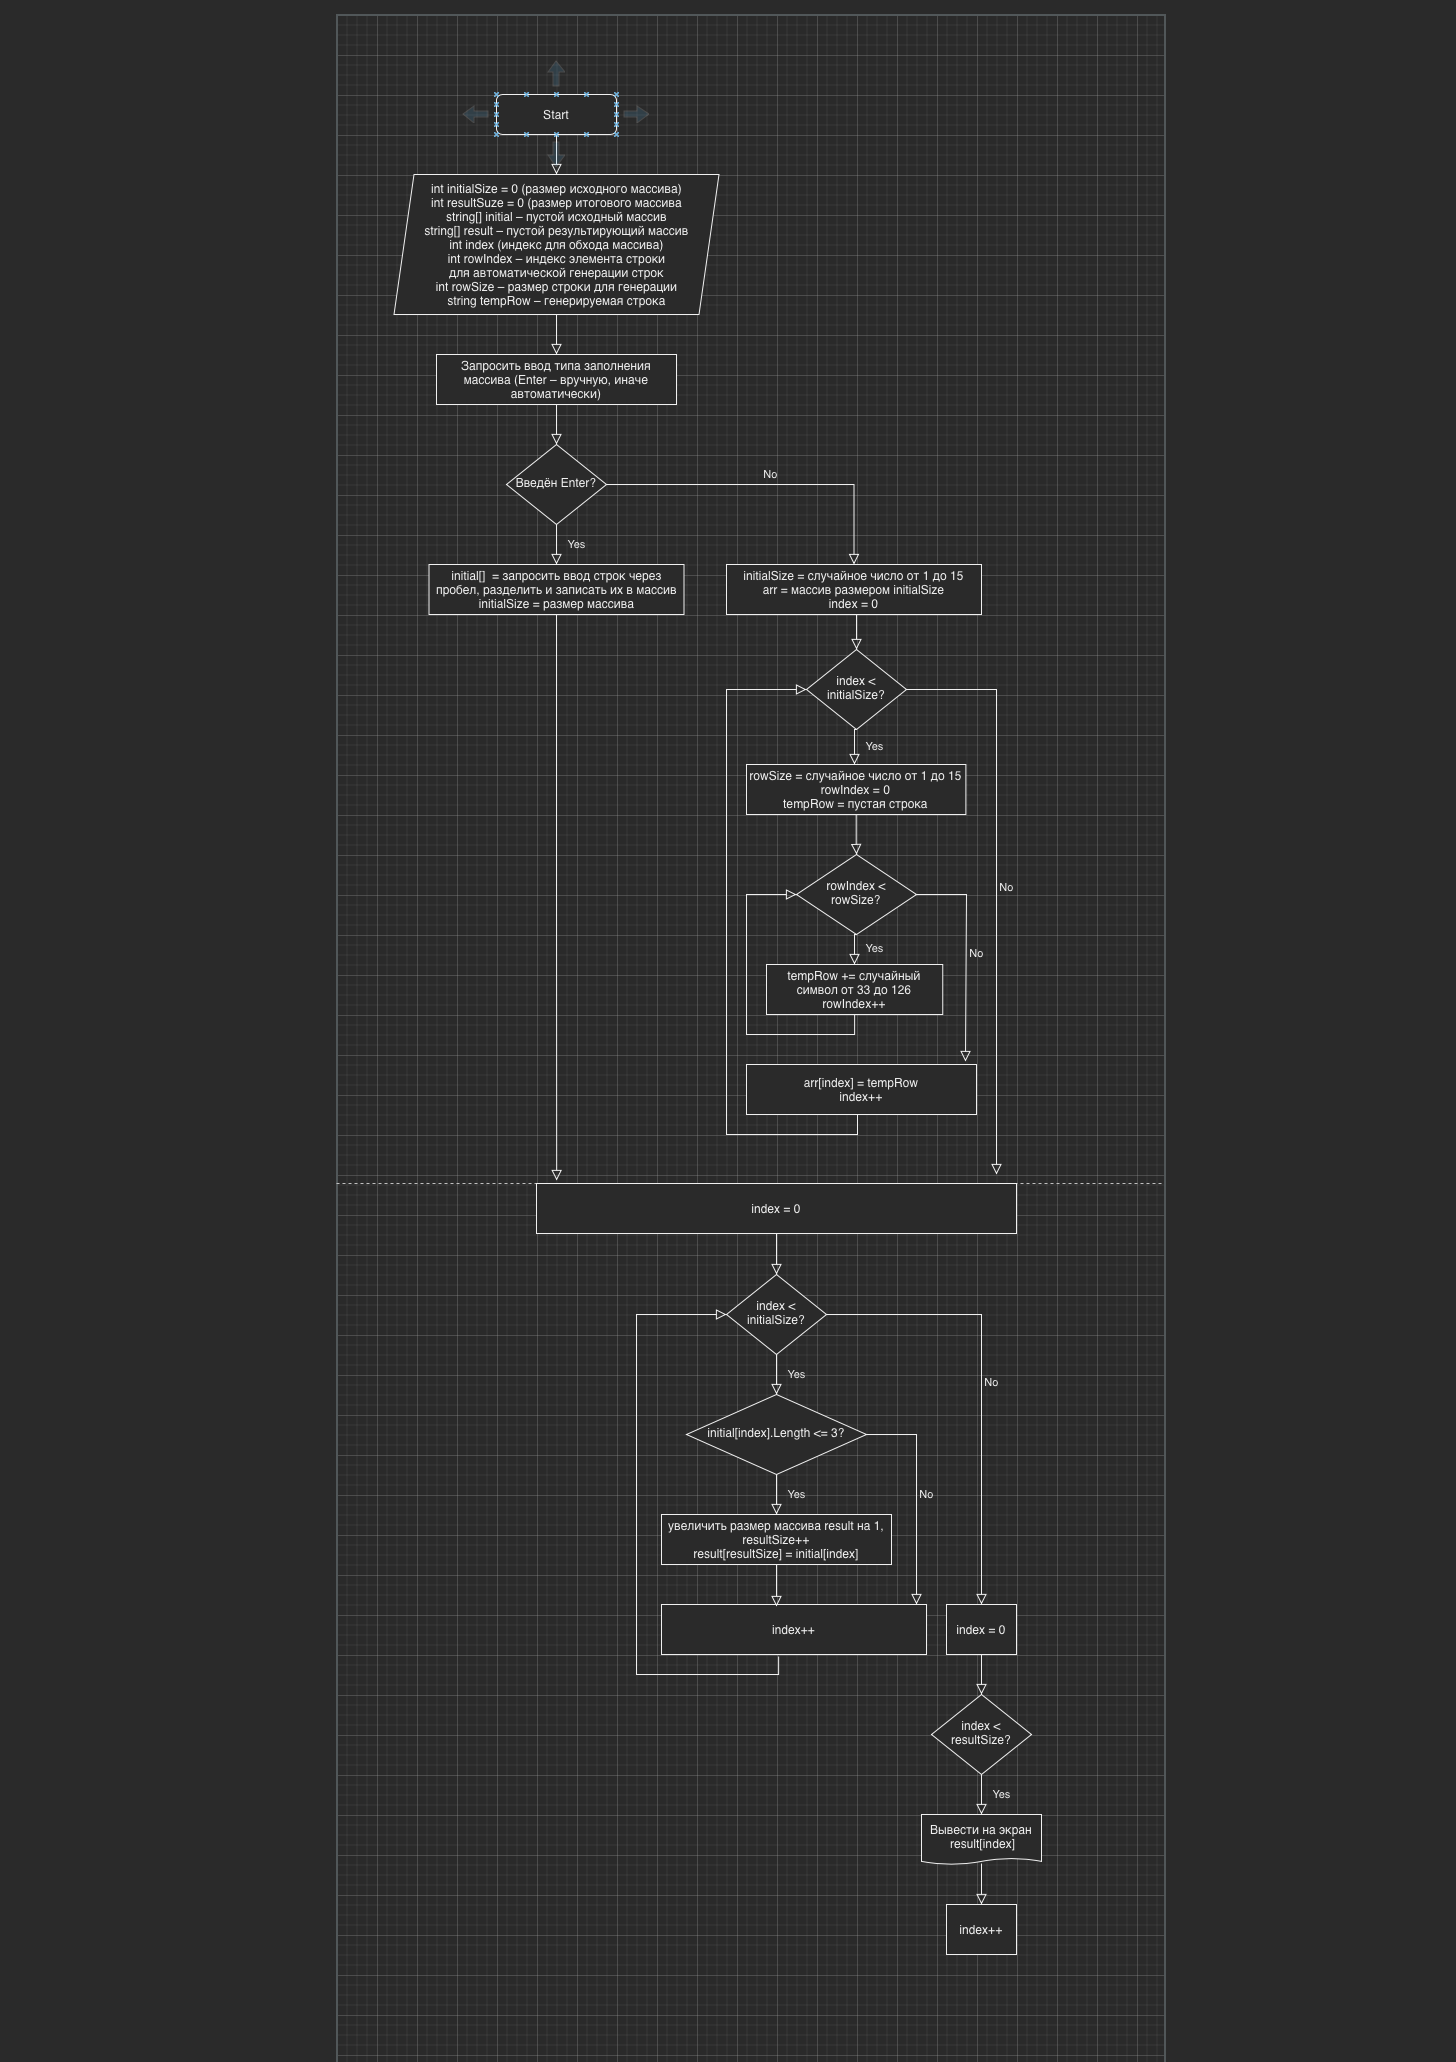 Start
int initialSize = 0 (размер исходного массива)
int resultSuze = 0 (размер итогового массива
string[] initial – пустой исходный массив
string[] result – пустой результирующий массив
int index (индекс для обхода массива)
int rowIndex – индекс элемента строки
для автоматической генерации строк
int rowSize – размер строки для генерации
string tempRow – генерируемая строка
Запросить ввод типа заполнения
массива (Enter – вручную, иначе
автоматически)
Введён Enter?
No
Yes
initial[]  = запросить ввод строк через
пробел, разделить и записать их в массив
initialSize = размер массива
initialSize = случайное число от 1 до 15
arr = массив размером initialSize
index = 0
index <
initialSize?
Yes
rowSize = случайное число от 1 до 15
rowIndex = 0
tempRow = пустая строка
rowIndex <
rowSize?
No
Yes
No
tempRow += случайный
символ от 33 до 126
rowIndex++
arr[index] = tempRow
index++
index = 0
index <
initialSize?
Yes
No
initial[index].Length <= 3?
Yes
No
увеличить размер массива result на 1,
resultSize++
result[resultSize] = initial[index]
index++
index = 0
index <
resultSize?
Yes
Вывести на экран
result[index]
index++